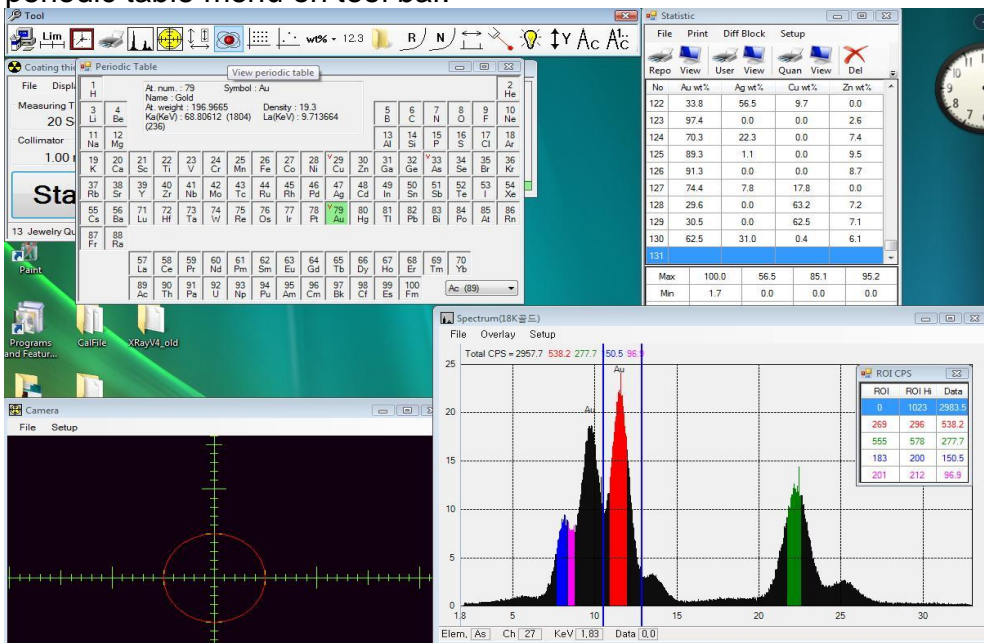 periodic table menu on tool bar.
Tool
Lim wt% - 12.3 R N Y Ac Ac
Coating thi
File Displ
Measuring T
20 S
Collimator
1.00
Sta
13 Jewelry Qu
Periodic Table
View periodic table
At. num. : 79 Symbol : Au
Name : Gold
At. weight : 196.9665 Density : 19.3
Ka(KeV) : 68.80612 (1804) La(KeV) : 9.713664
(236)
1 2
H He
3 4 5 6 7 8 9 10
Li Be B C N O F Ne
11 12 13 14 15 16 17 18
Na Mg Al Si P S Cl Ar
19 20 21 22 23 24 25 26 27 28 29 30 31 32 33 34 35 36
K Ca Sc Ti V Cr Mn Fe Co Ni Cu Zn Ga Ge As Se Br Kr
37 38 39 40 41 42 43 44 45 46 47 48 49 50 51 52 53 54
Rb Sr Y Zr Nb Mo Tc Ru Rh Pd Ag Cd In Sn Sb Te I Xe
55 56 71 72 73 74 75 76 77 78 79 80 81 82 83 84 85 86
Cs Ba Lu Hf Ta W Re Os Ir Pt Au Hg Tl Pb Bi Po At Rn
87 88
Fr Ra
57 58 59 60 61 62 63 64 65 66 67 68 69 70
La Ce Pr Nd Pm Sm Eu Gd Tb Dy Ho Er Tm Yb
89 90 91 92 93 94 95 96 97 98 99 100
Ac Th Pa U Np Pu Am Cm Bk Cf Es Fm
Ac (89)
Statistic
File Print Diff Block Setup
Repo View User View Quan View Del
No Au wt% Ag wt% Cu wt% Zn wt%
122 33.8 56.5 9.7 0.0
123 97.4 0.0 0.0 2.6
124 70.3 22.3 0.0 7.4
125 89.3 1.1 0.0 9.5
126 91.3 0.0 0.0 8.7
127 74.4 7.8 17.8 0.0
128 29.6 0.0 63.2 7.2
129 30.5 0.0 62.5 7.1
130 62.5 31.0 0.4 6.1
131
Max 100.0 56.5 85.1 95.2
Min 1.7 0.0 0.0 0.0
11
10
9
8
7
Paint
Programs
and Featur...
CalFile
XRayV4_old
Camera
File Setup
Spectrum(18K골드)
File Overlay Setup
Total CPS = 2957.7 538.2 277.7 150.5 96.9
25
20
15
10
5
0
Au
Au
1.8 5 10 15 20 25 30
ROI CPS
ROI ROI Hi Data
0 1023 2983.5
269 296 538.2
555 578 277.7
183 200 150.5
201 212 96.9
Elem, As Ch 27 KeV 1.83 Data 0,0